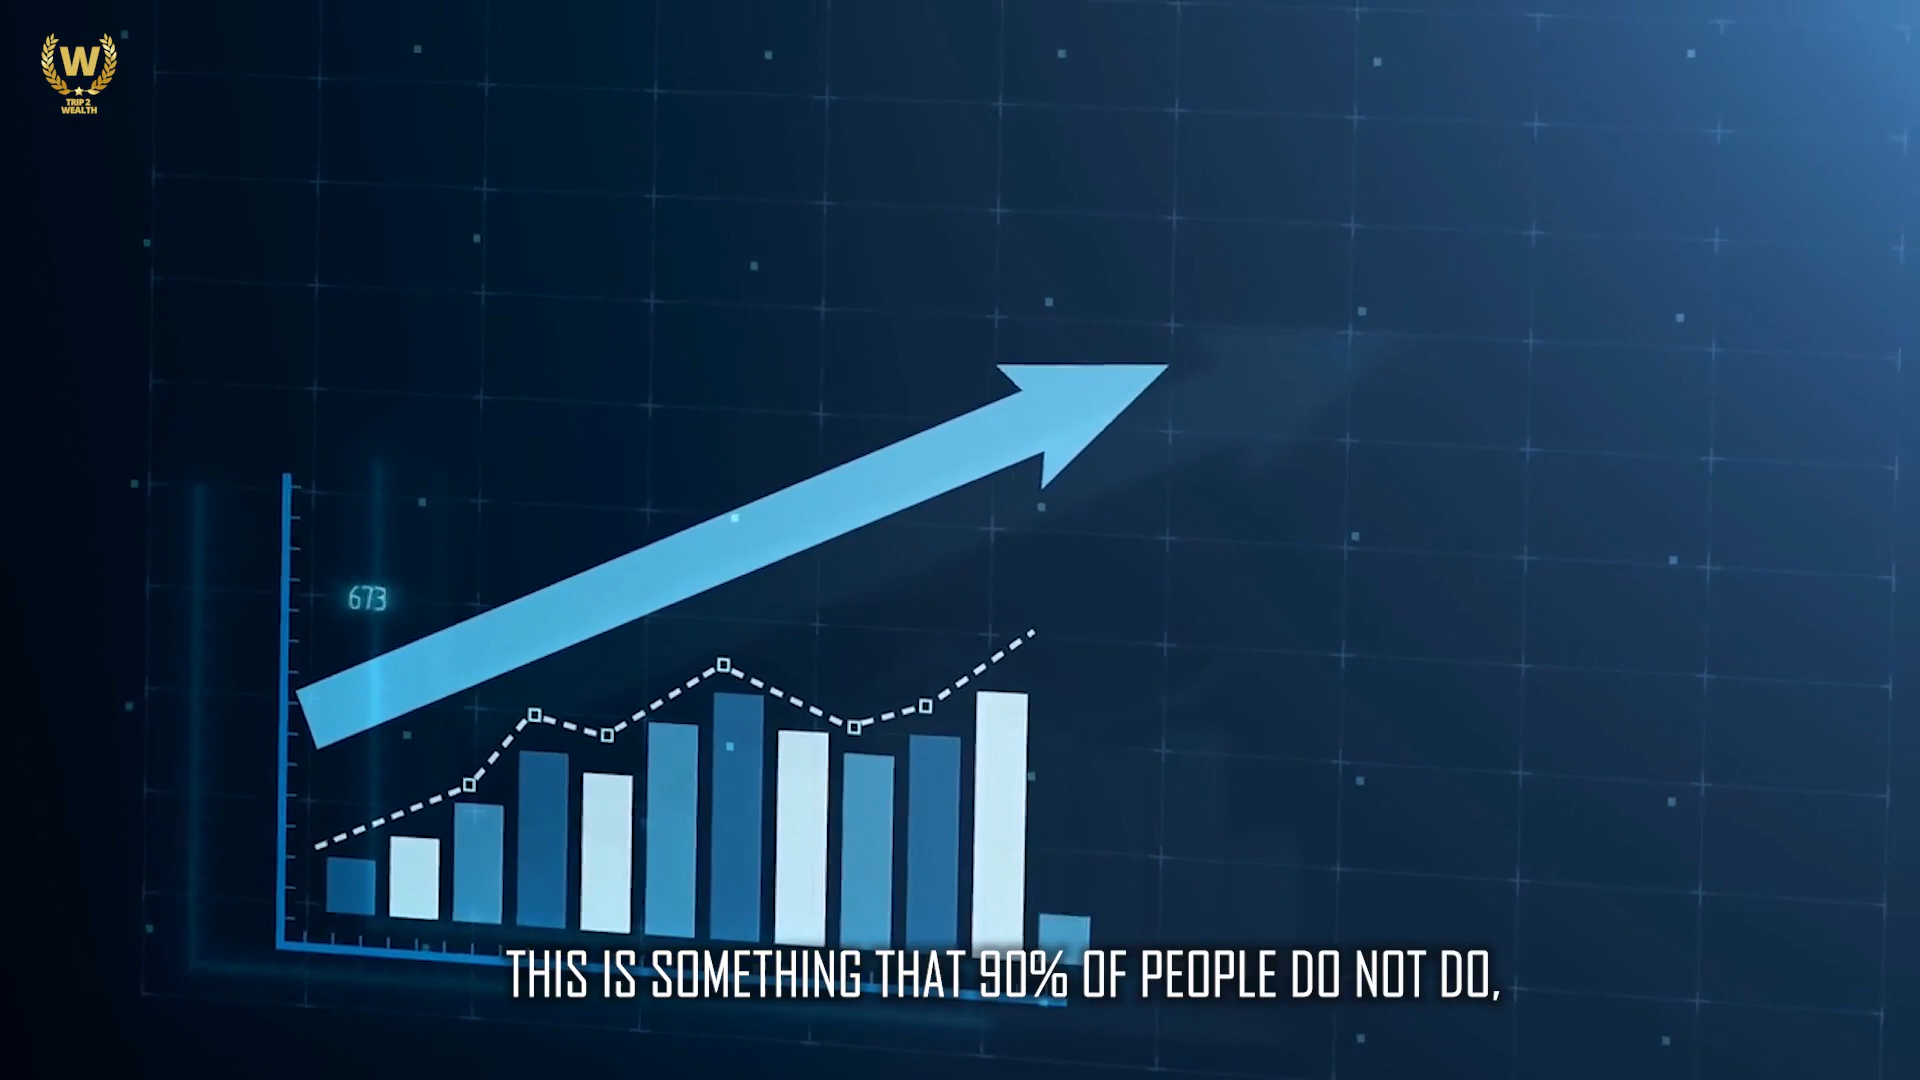 W
TRIP 2
WEALTH
673
THIS IS SOMETHING THAT 90% OF PEOPLE DO NOT DO,